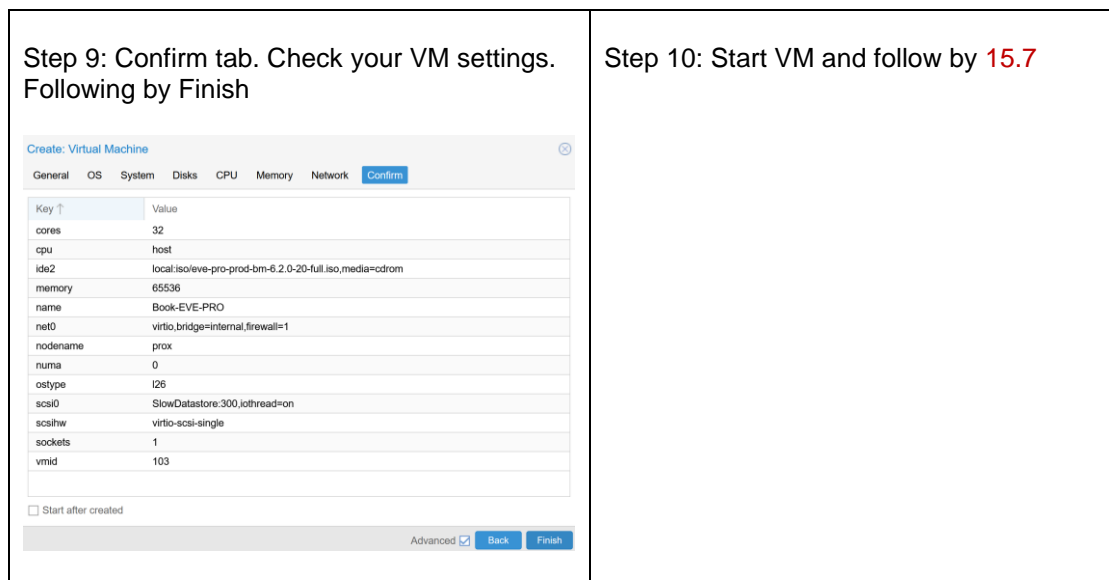 Step 9: Confirm tab. Check your VM settings.
Following by Finish
Create: Virtual Machine
General OS System Disks CPU Memory Network Confirm
Key ↑ Value
cores 32
cpu host
ide2 local:iso/eve-pro-prod-bm-6.2.0-20-full.iso,media=cdrom
memory 65536
name Book-EVE-PRO
net0 virtio,bridge=internal,firewall=1
nodename prox
numa 0
ostype l26
scsi0 SlowDatastore:300,iothread=on
scsihw virtio-scsi-single
sockets 1
vmid 103
Start after created
Advanced Back Finish
Step 10: Start VM and follow by 15.7